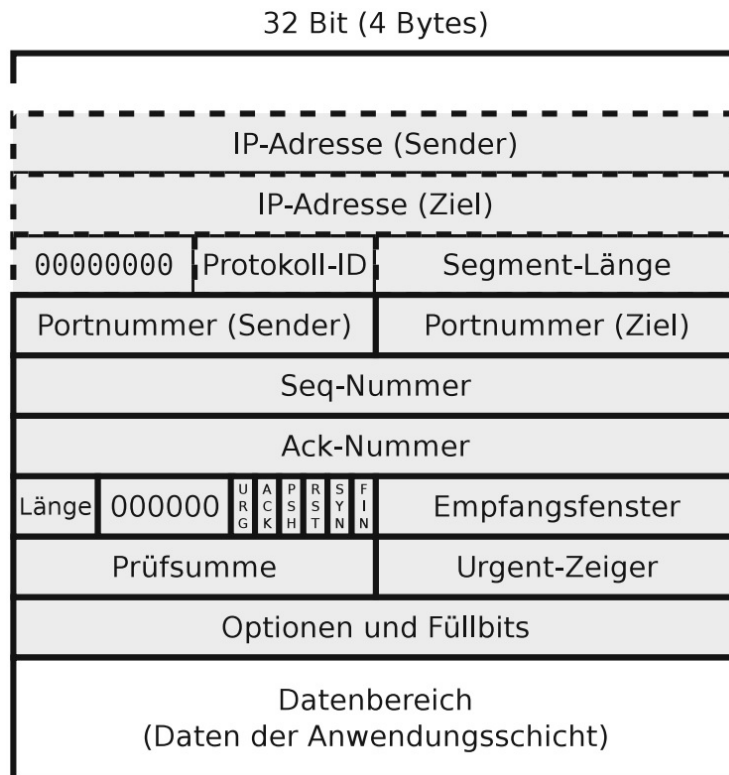 32 Bit (4 Bytes)
IP-Adresse (Sender)
IP-Adresse (Ziel)
00000000 Protokoll-ID Segment-Länge
Portnummer (Sender) Portnummer (Ziel)
Seq-Nummer
Ack-Nummer
Länge 000000 URG ACK PSH RST SYN FIN Empfangsfenster
Prüfsumme Urgent-Zeiger
Optionen und Füllbits
Datenbereich
(Daten der Anwendungsschicht)